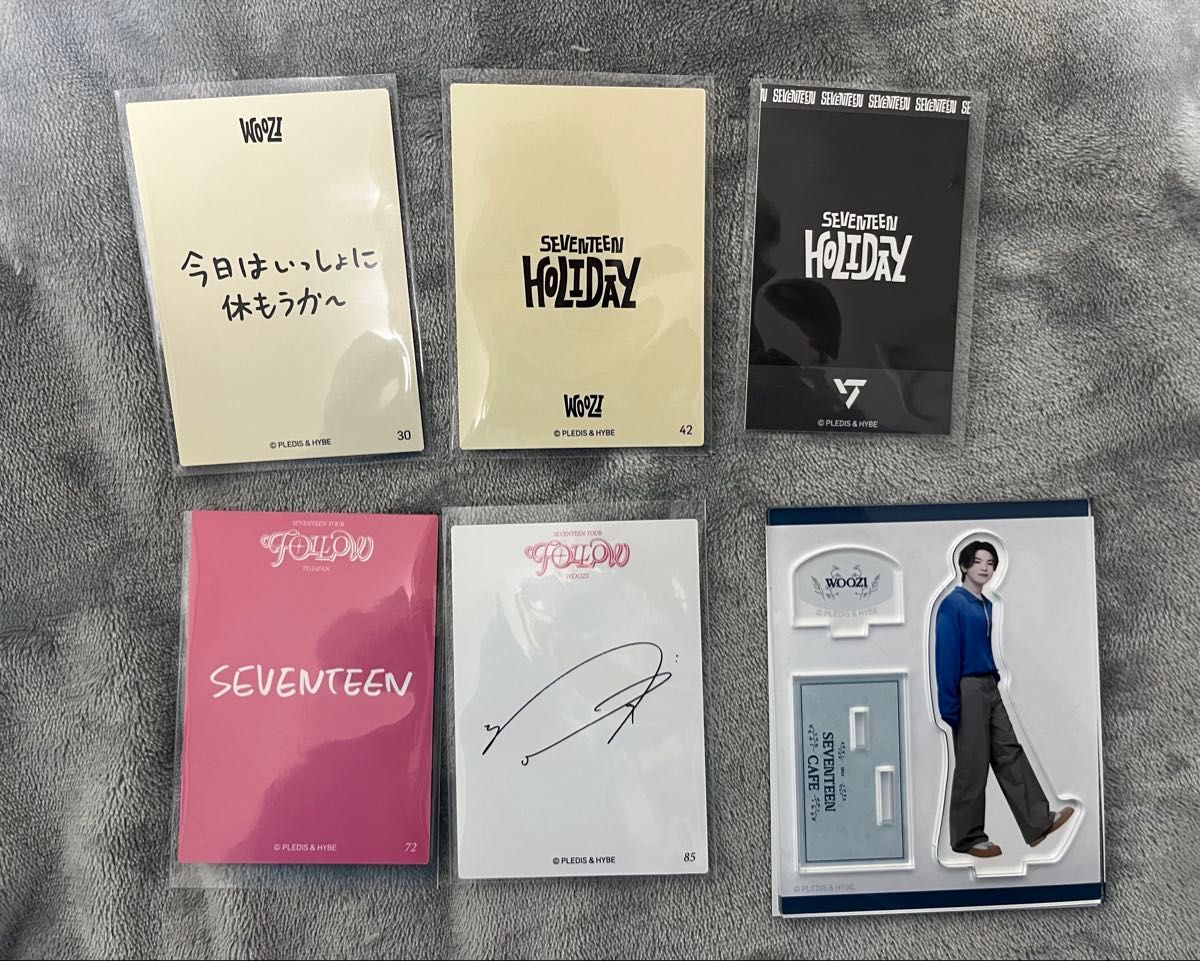 WOOZI
今日はいっしょに
休もうか〜
© PLEDIS & HYBE
30
SEVENTEEN
HOLIDAY
WOOZI
© PLEDIS & HYBE
42
SEVENTEEN SEVENTEEN SEVENTEEN SEVENTEEN SE
SEVENTEEN
HOLIDAY
© PLEDIS & HYBE
SEVENTEEN TOUR
FOLLOW
TO JAPAN
SEVENTEEN
© PLEDIS & HYBE
72
SEVENTEEN TOUR
FOLLOW
WOOZI
© PLEDIS & HYBE
85
WOOZI
© PLEDIS & HYBE
SEVENTEEN
CAFE
© PLEDIS & HYBE